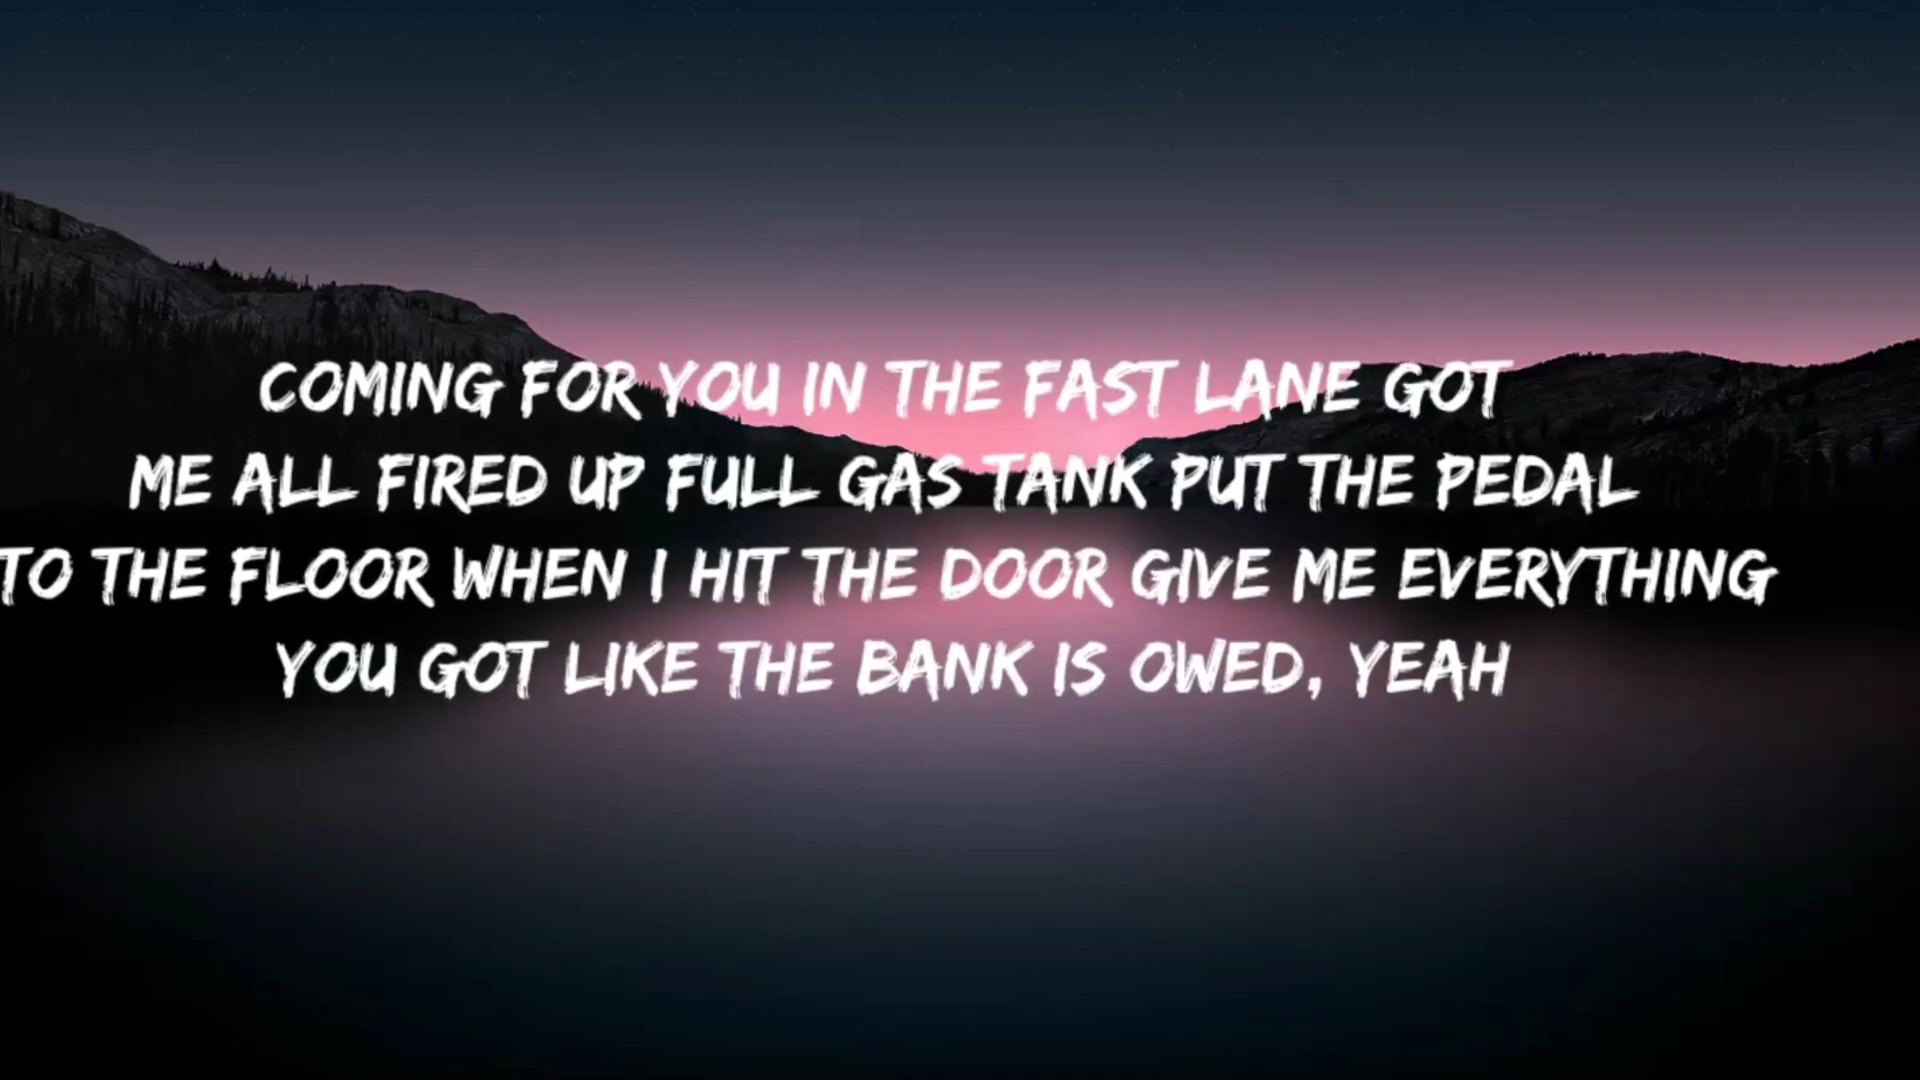 COMING FOR YOU IN THE FAST LANE GOT
ME ALL FIRED UP FULL GAS TANK PUT THE PEDAL
TO THE FLOOR WHEN I HIT THE DOOR GIVE ME EVERYTHING
YOU GOT LIKE THE BANK IS OWED, YEAH